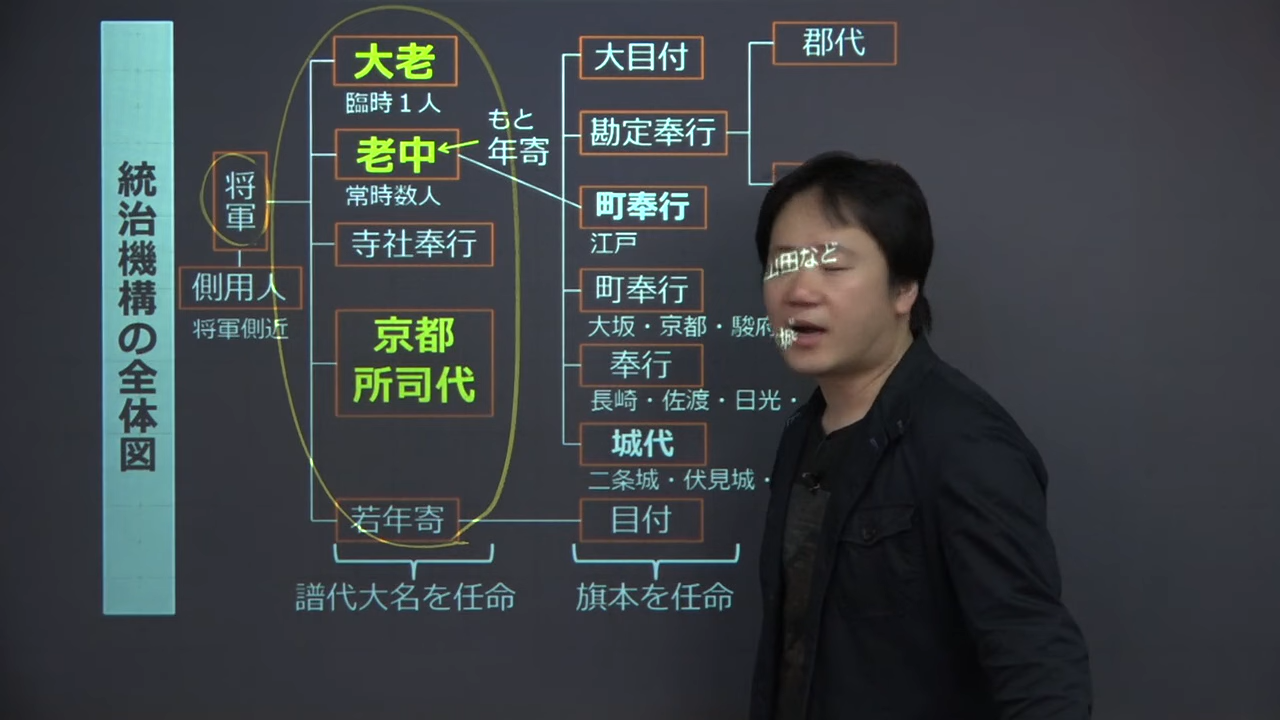 統治機構の全体図
将軍
側用人
将軍側近
大老
臨時１人
老中
常時数人
もと
年寄
寺社奉行
京都
所司代
若年寄
譜代大名を任命
大目付
勘定奉行
町奉行
江戸
町奉行
大坂・京都・駿府
奉行
長崎・佐渡・日光・
山田など
城代
二条城・伏見城・
城
目付
旗本を任命
郡代